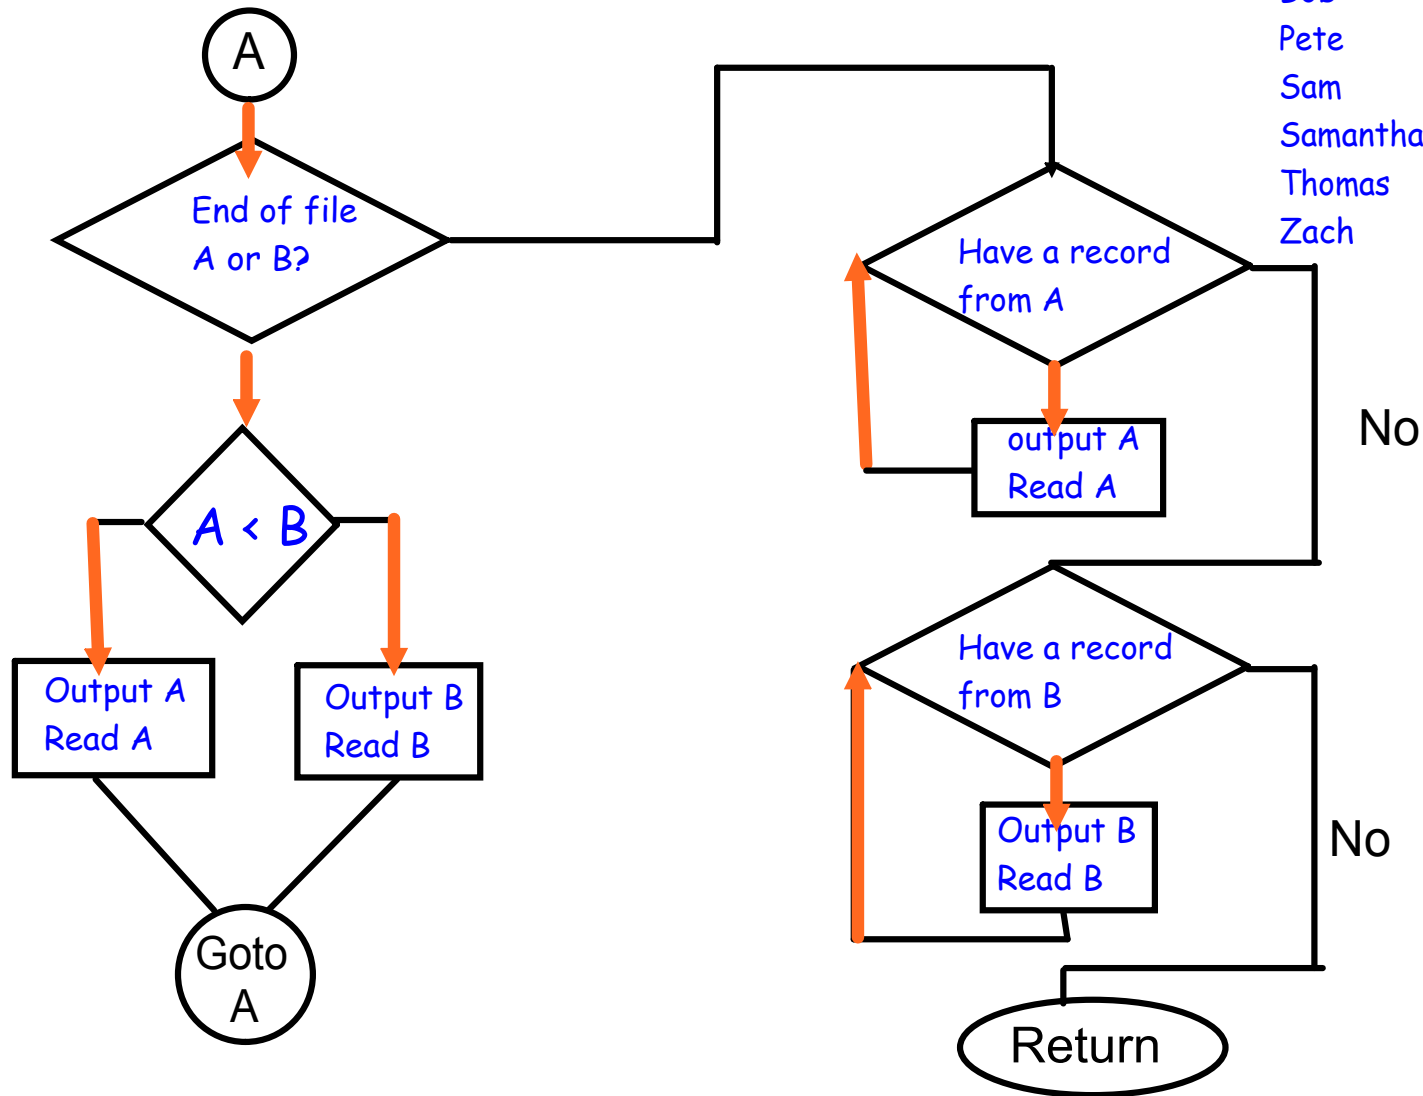 A
End of file
A or B?
A < B
Output A
Read A
Output B
Read B
Goto
A
Have a record
from A
output A
Read A
No
Have a record
from B
Output B
Read B
No
Return
Pete
Sam
Samantha
Thomas
Zach